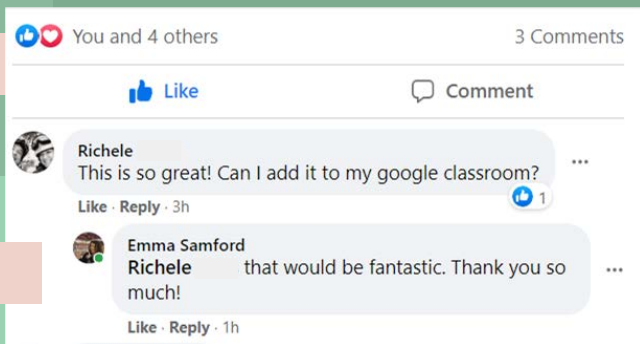 You and 4 others 3 Comments
Like Comment
Richele
This is so great! Can I add it to my google classroom?
1
Like · Reply · 3h
Emma Samford
Richele that would be fantastic. Thank you so
much!
Like · Reply · 1h